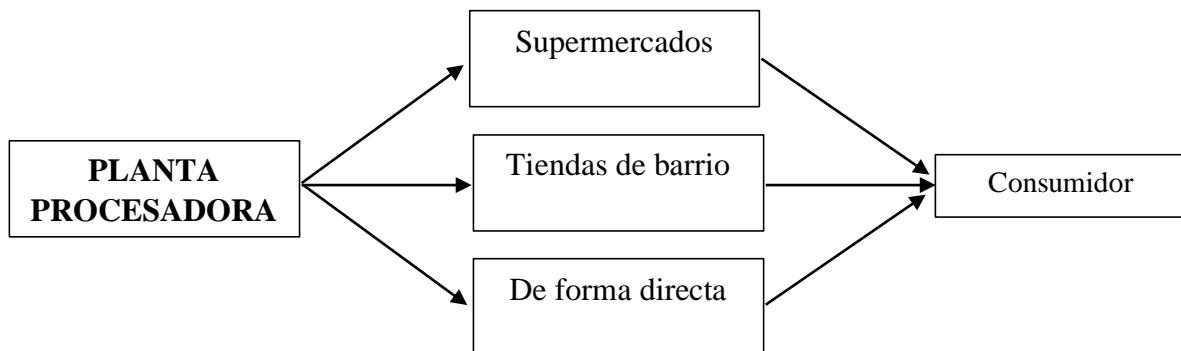 Supermercados
PLANTA
PROCESADORA
Tiendas de barrio
Consumidor
De forma directa